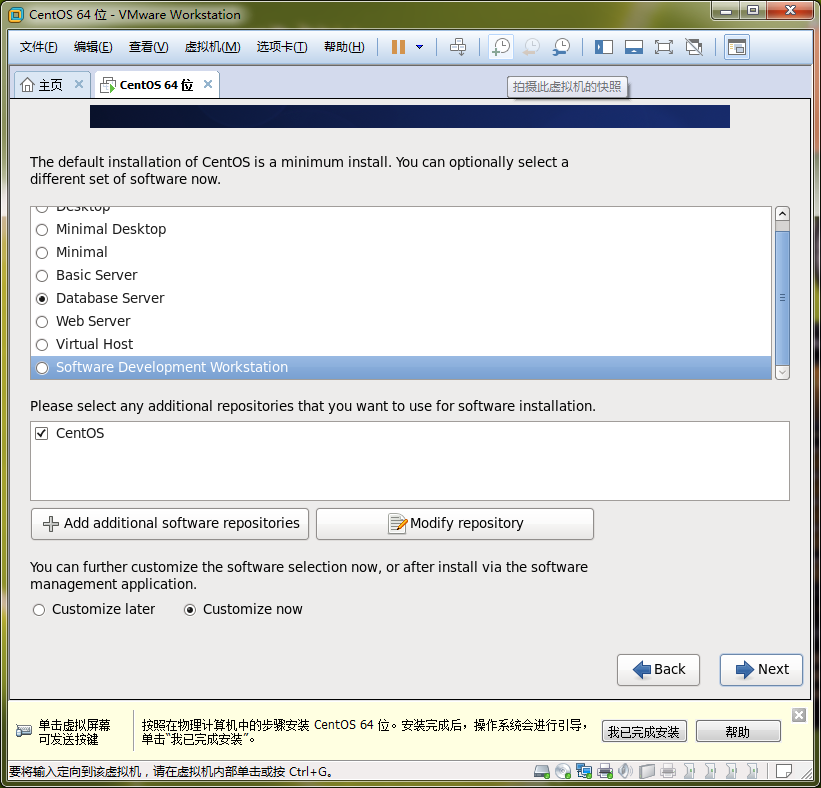 CentOS 64 位 - VMware Workstation
文件(F) 编辑(E) 查看(V) 虚拟机(M) 选项卡(T) 帮助(H)
主页 CentOS 64 位
拍摄此虚拟机的快照
The default installation of CentOS is a minimum install. You can optionally select a
different set of software now.
Desktop
Minimal Desktop
Minimal
Basic Server
Database Server
Web Server
Virtual Host
Software Development Workstation
Please select any additional repositories that you want to use for software installation.
CentOS
Add additional software repositories Modify repository
You can further customize the software selection now, or after install via the software
management application.
Customize later Customize now
Back Next
单击虚拟屏幕
可发送按键
按照在物理计算机中的步骤安装 CentOS 64 位。安装完成后，操作系统会进行引导，
单击"我已完成安装"。
我已完成安装 帮助
要将输入定向到该虚拟机，请在虚拟机内部单击或按 Ctrl+G。